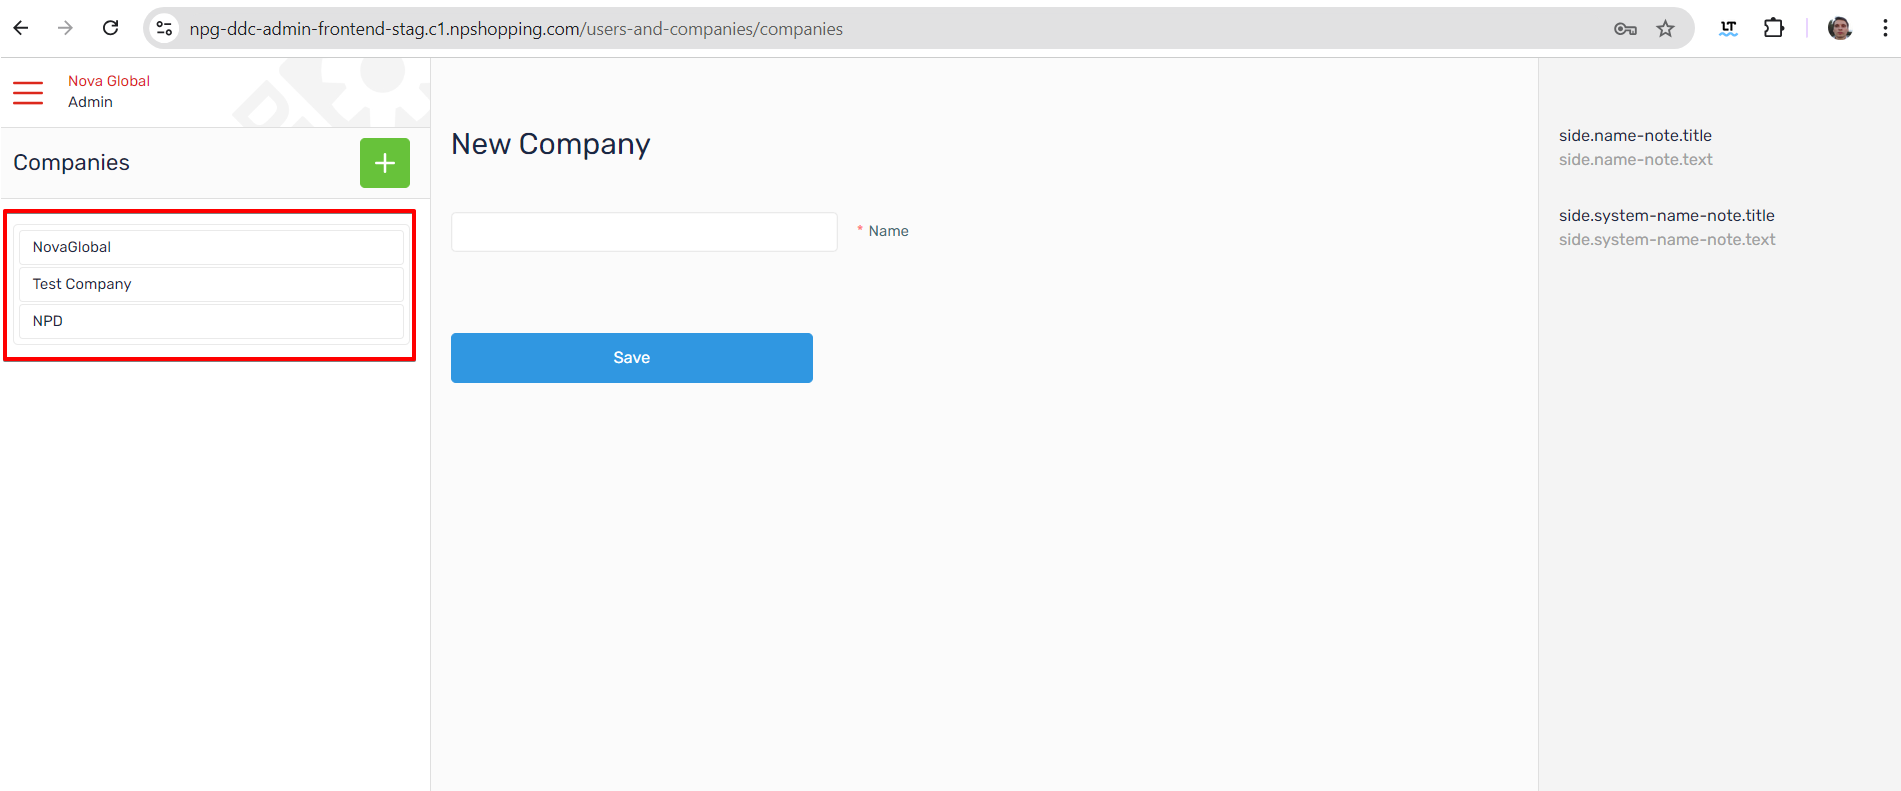 npg-ddc-admin-frontend-stag.c1.npshopping.com/users-and-companies/companies
LT
Nova Global
Admin
Companies
NovaGlobal
Test Company
NPD
New Company
* Name
Save
side.name-note.title
side.name-note.text
side.system-name-note.title
side.system-name-note.text